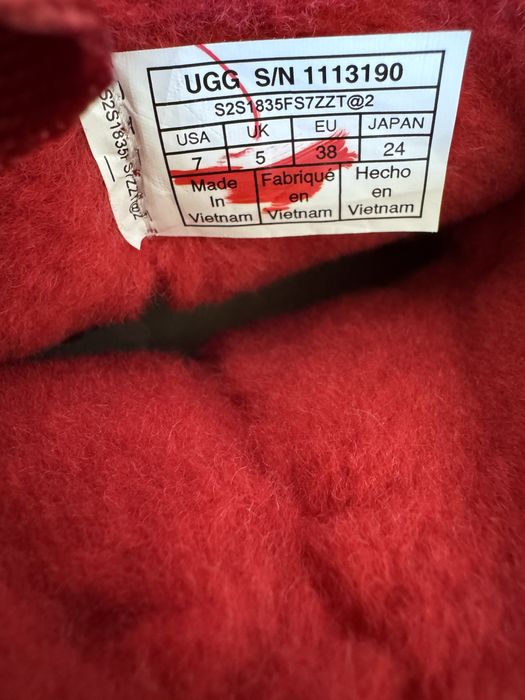 UGG S/N 1113190
S2S1835FS7ZZT@2
USA UK EU JAPAN
7 5 38 24
Made In Vietnam
Fabriqué en Vietnam
Hecho en Vietnam